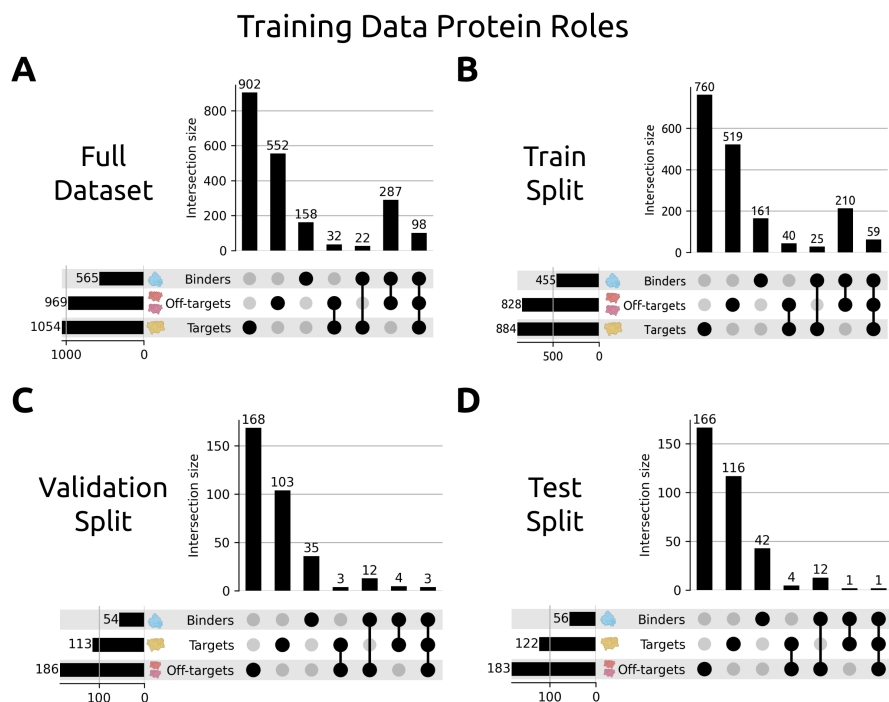 Training Data Protein Roles
A
Full
Dataset
Intersection size
800
600
400
200
0
902
552
158
32
22
287
98
565
969
1054
Binders
Off-targets
Targets
1000
0
B
Train
Split
Intersection size
600
400
200
0
760
519
161
40
25
210
59
455
828
884
Binders
Off-targets
Targets
500
0
C
Validation
Split
Intersection size
150
100
50
0
168
103
35
3
12
4
3
54
113
186
Binders
Targets
Off-targets
100
0
D
Test
Split
Intersection size
150
100
50
0
166
116
42
4
12
1
1
56
122
183
Binders
Targets
Off-targets
100
0